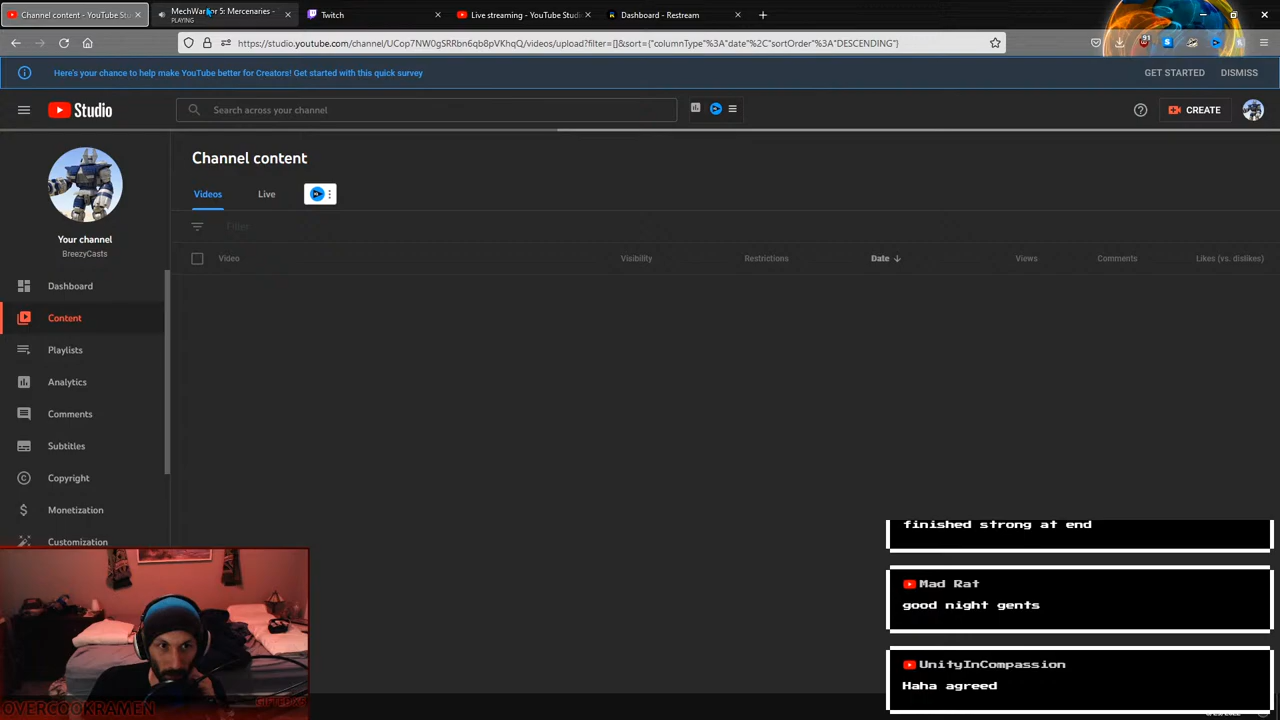 Channel content - YouTube Stu
MechWarrior 5: Mercenaries -
PLAYING
Twitch
Live streaming - YouTube Studio
Dashboard - Restream
https://studio.youtube.com/channel/UCop7NW0gSRRbn6qb8pVKhqQ/videos/upload?filter=[]&sort={"columnType"%3A"date"%2C"sortOrder"%3A"DESCENDING"}
91
Here's your chance to help make YouTube better for Creators! Get started with this quick survey
GET STARTED
DISMISS
Studio
Search across your channel
CREATE
Channel content
Videos
Live
Filter
Video
Visibility
Restrictions
Date
Views
Comments
Likes (vs. dislikes)
Your channel
BreezyCasts
Dashboard
Content
Playlists
Analytics
Comments
Subtitles
Copyright
Monetization
Customization
finished strong at end
Mad Rat
good night gents
UnityInCompassion
Haha agreed
OVERCOOKRAMEN